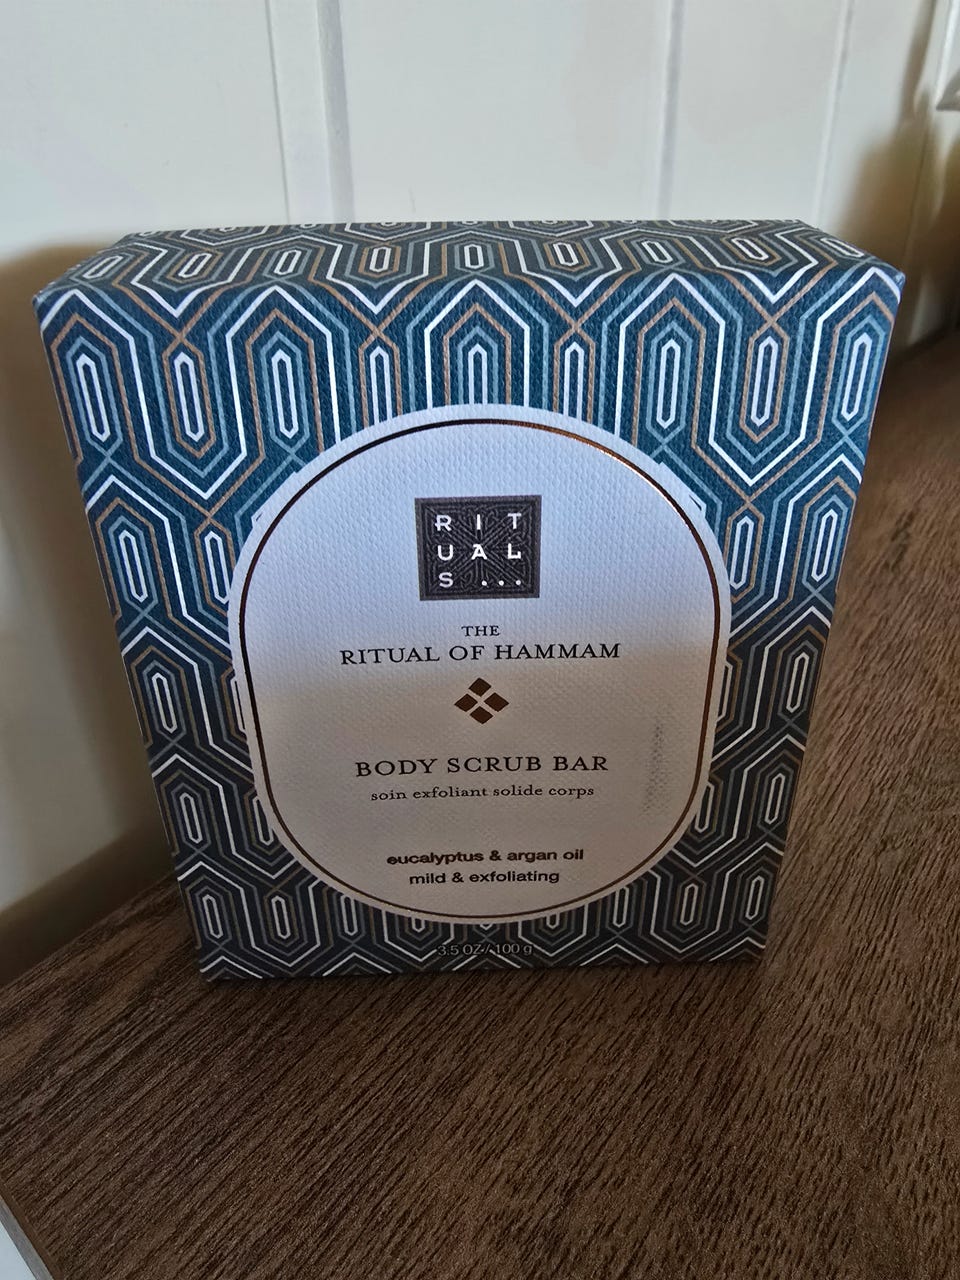 RIT
UAL
S...
THE
RITUAL OF HAMMAM
BODY SCRUB BAR
soin exfoliant solide corps
eucalyptus & argan oil
mild & exfoliating
3.5 OZ/100 g